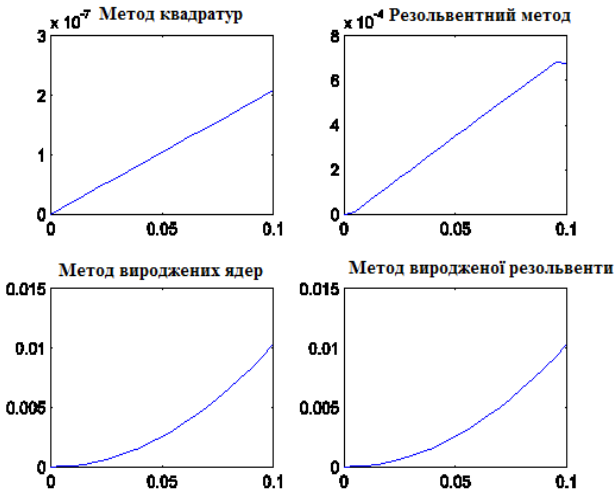 × 10⁻⁷ Метод квадратур
3
2
1
0
0 0.05 0.1
× 10⁻⁴ Резольвентний метод
8
6
4
2
0
0 0.05 0.1
Метод вироджених ядер
0.015
0.01
0.005
0
0 0.05 0.1
Метод виродженої резольвенти
0.015
0.01
0.005
0
0 0.05 0.1